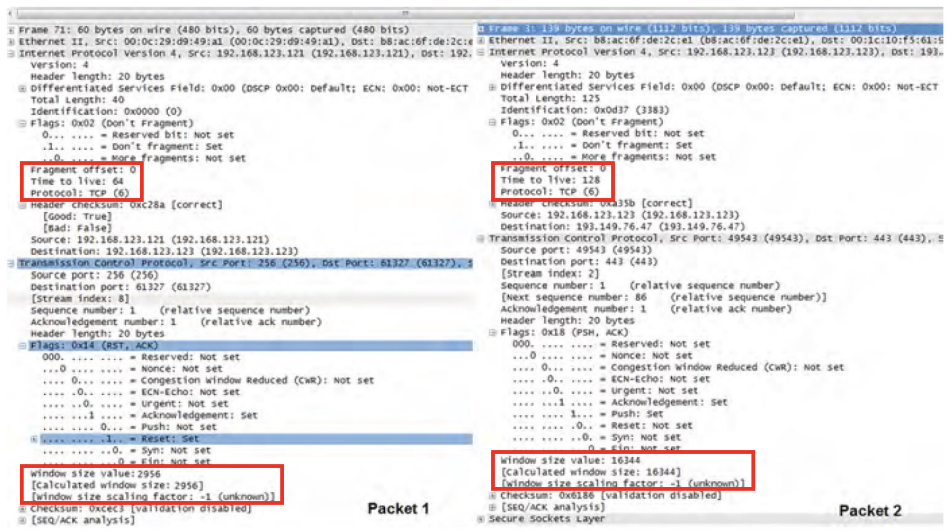 Frame 71: 60 bytes on wire (480 bits), 60 bytes captured (480 bits)
Ethernet II, Src: 00:0c:29:d9:49:a1 (00:0c:29:d9:49:a1), Dst: b8:ac:6f:de:2c:e
Internet Protocol Version 4, Src: 192.168.123.121 (192.168.123.121), Dst: 192.
Version: 4
Header length: 20 bytes
Differentiated Services Field: 0x00 (DSCP 0x00: Default; ECN: 0x00: Not-ECT
Total Length: 40
Identification: 0x0000 (0)
Flags: 0x02 (Don't Fragment)
0... .... = Reserved bit: Not set
.1.. .... = Don't fragment: Set
..0. .... = More fragments: Not set
Fragment offset: 0
Time to live: 64
Protocol: TCP (6)
Header checksum: 0xc28a [correct]
[Good: True]
[Bad: False]
Source: 192.168.123.121 (192.168.123.121)
Destination: 192.168.123.123 (192.168.123.123)
Transmission Control Protocol, Src Port: 256 (256), Dst Port: 61327 (61327), S
Source port: 256 (256)
Destination port: 61327 (61327)
[Stream index: 8]
Sequence number: 1 (relative sequence number)
Acknowledgement number: 1 (relative ack number)
Header length: 20 bytes
Flags: 0x14 (RST, ACK)
000. .... .... = Reserved: Not set
...0 .... .... = Nonce: Not set
.... 0... .... = Congestion Window Reduced (CWR): Not set
.... .0.. .... = ECN-Echo: Not set
.... ..0. .... = Urgent: Not set
.... ...1 .... = Acknowledgement: Set
.... .... 0... = Push: Not set
.... .... .1.. = Reset: Set
.... .... ..0. = Syn: Not set
.... .... ...0 = Fin: Not set
Window size value: 2956
[Calculated window size: 2956]
[Window size scaling factor: -1 (unknown)]
Checksum: 0xcec3 [validation disabled]
[SEQ/ACK analysis]
Packet 1
Frame 3: 139 bytes on wire (1112 bits), 139 bytes captured (1112 bits)
Ethernet II, Src: b8:ac:6f:de:2c:e1 (b8:ac:6f:de:2c:e1), Dst: 00:1c:10:f5:61:5
Internet Protocol Version 4, Src: 192.168.123.123 (192.168.123.123), Dst: 193.
Version: 4
Header length: 20 bytes
Differentiated Services Field: 0x00 (DSCP 0x00: Default; ECN: 0x00: Not-ECT
Total Length: 125
Identification: 0x0d37 (3383)
Flags: 0x02 (Don't Fragment)
0... .... = Reserved bit: Not set
.1.. .... = Don't fragment: Set
..0. .... = More fragments: Not set
Fragment offset: 0
Time to live: 128
Protocol: TCP (6)
Header checksum: 0xa35b [correct]
Source: 192.168.123.123 (192.168.123.123)
Destination: 193.149.76.47 (193.149.76.47)
Transmission Control Protocol, Src Port: 49543 (49543), Dst Port: 443 (443), S
Source port: 49543 (49543)
Destination port: 443 (443)
[Stream index: 2]
Sequence number: 1 (relative sequence number)
[Next sequence number: 86 (relative sequence number)]
Acknowledgement number: 1 (relative ack number)
Header length: 20 bytes
Flags: 0x18 (PSH, ACK)
000. .... .... = Reserved: Not set
...0 .... .... = Nonce: Not set
.... 0... .... = Congestion Window Reduced (CWR): Not set
.... .0.. .... = ECN-Echo: Not set
.... ..0. .... = Urgent: Not set
.... ...1 .... = Acknowledgement: Set
.... .... 1... = Push: Set
.... .... .0.. = Reset: Not set
.... .... ..0. = Syn: Not set
0 = Fin: Not set
Window size value: 16344
[Calculated window size: 16344]
[Window size scaling factor: -1 (unknown)]
Checksum: 0x6186 [validation disabled]
[SEQ/ACK analysis]
Secure Sockets Layer
Packet 2